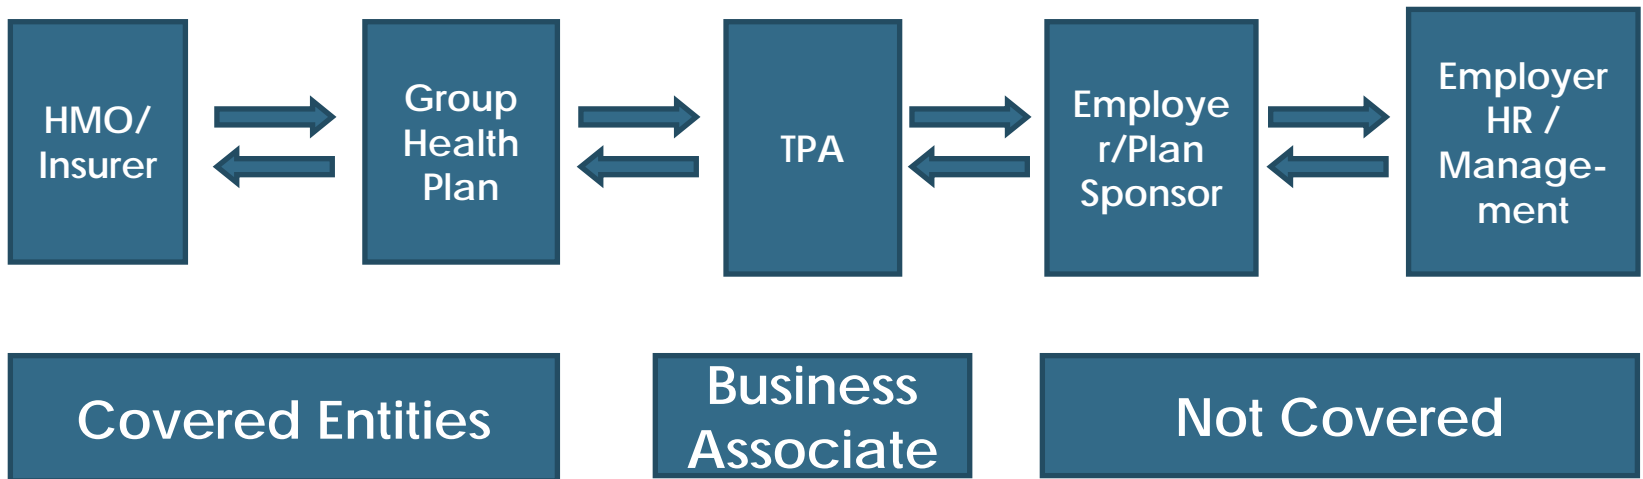 HMO/
Insurer
Group
Health
Plan
TPA
Employe
r/Plan
Sponsor
Employer
HR /
Manage-
ment
Covered Entities
Business
Associate
Not Covered